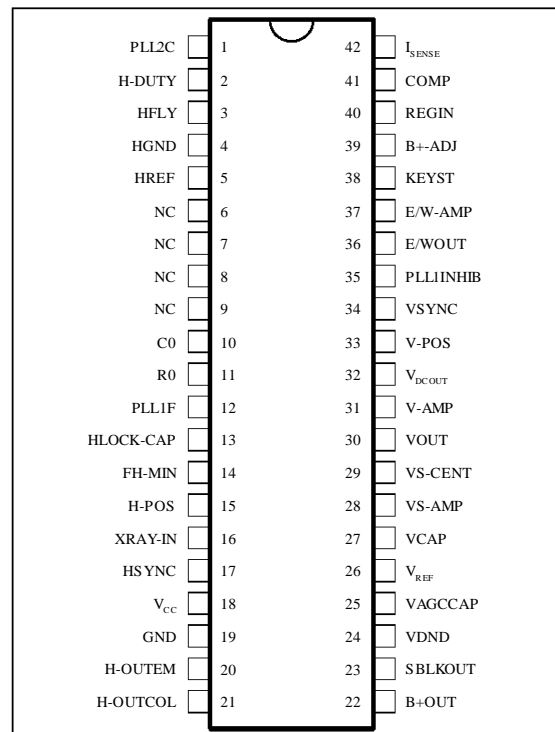 PLL2C 1 42 ISENSE
H-DUTY 2 41 COMP
HFLY 3 40 REGIN
HGND 4 39 B+-ADJ
HREF 5 38 KEYST
NC 6 37 E/W-AMP
NC 7 36 E/WOUT
NC 8 35 PLL1INHIB
NC 9 34 VSYNC
C0 10 33 V-POS
R0 11 32 VDCOUT
PLL1F 12 31 V-AMP
HLOCK-CAP 13 30 VOUT
FH-MIN 14 29 VS-CENT
H-POS 15 28 VS-AMP
XRAY-IN 16 27 VCAP
HSYNC 17 26 VREF
VCC 18 25 VAGCCAP
GND 19 24 VDND
H-OUTEM 20 23 SBLKOUT
H-OUTCOL 21 22 B+OUT